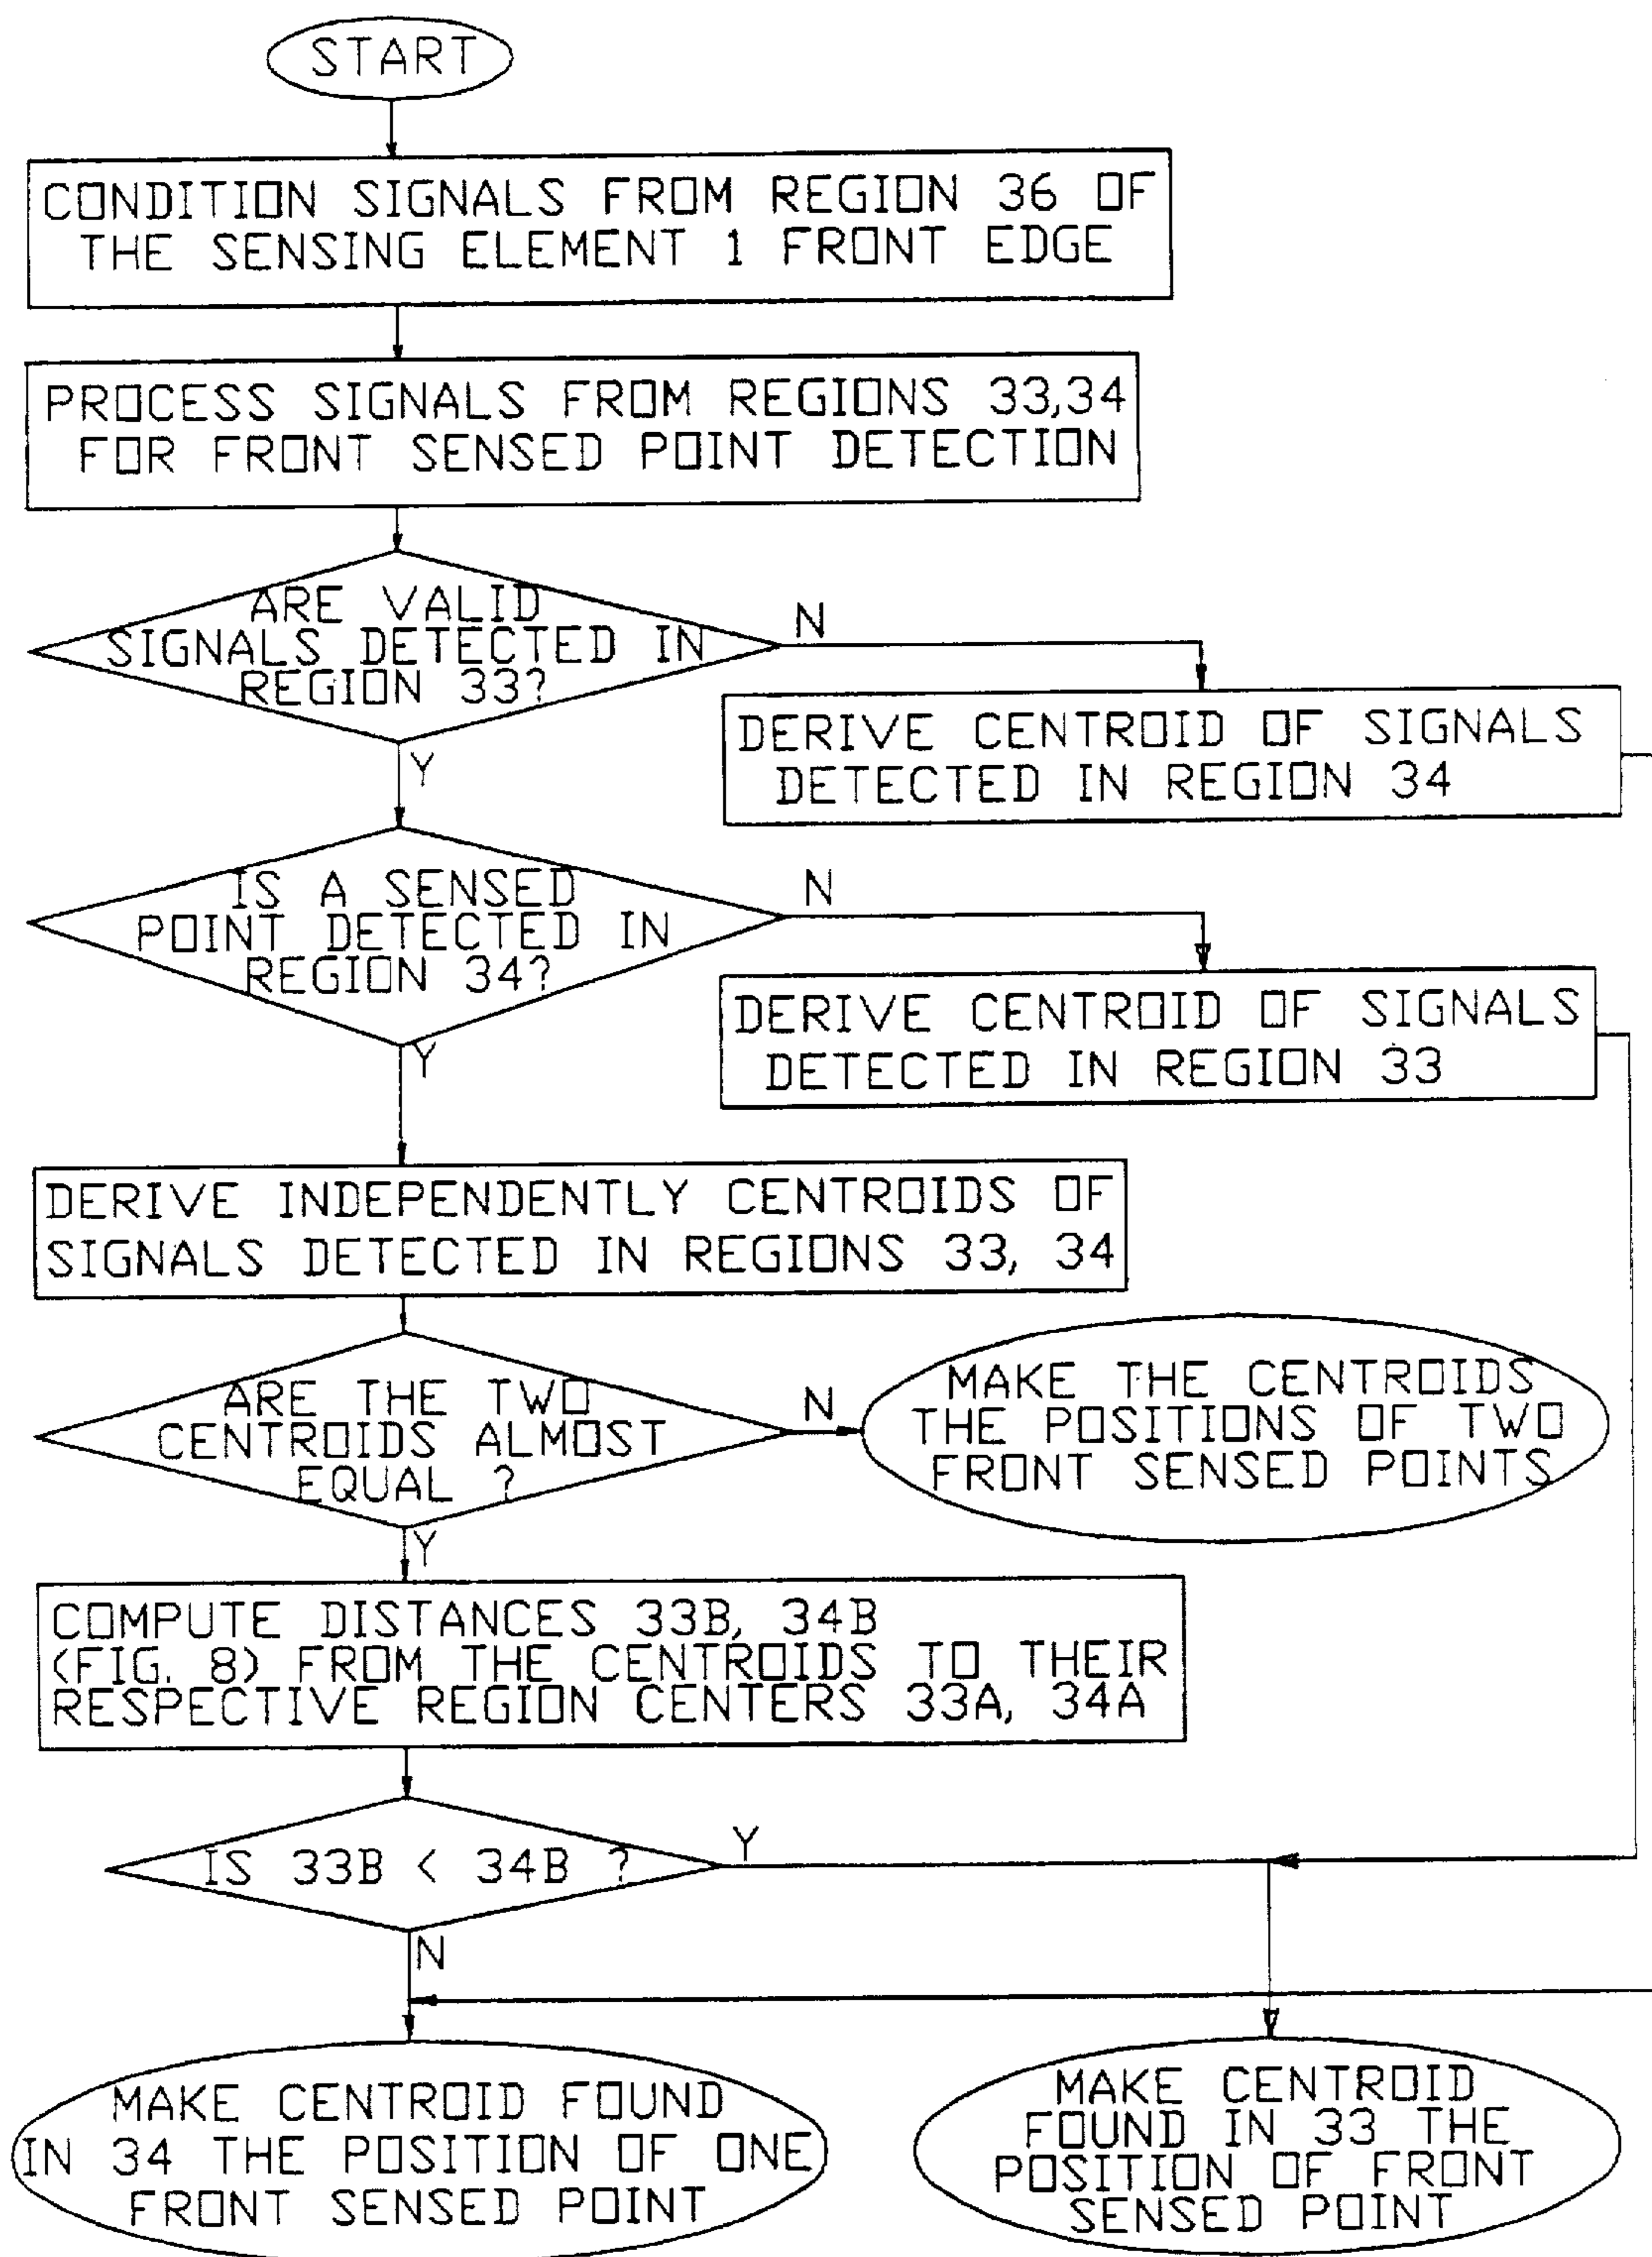 START
CONDITION SIGNALS FROM REGION 36 OF
THE SENSING ELEMENT 1 FRONT EDGE
PROCESS SIGNALS FROM REGIONS 33,34
FOR FRONT SENSED POINT DETECTION
ARE VALID
SIGNALS DETECTED IN
REGION 33?
N
Y
DERIVE CENTROID OF SIGNALS
DETECTED IN REGION 34
IS A SENSED
POINT DETECTED IN
REGION 34?
N
Y
DERIVE CENTROID OF SIGNALS
DETECTED IN REGION 33
DERIVE INDEPENDENTLY CENTROIDS OF
SIGNALS DETECTED IN REGIONS 33, 34
ARE THE TWO
CENTROIDS ALMOST
EQUAL ?
N
Y
MAKE THE CENTROIDS
THE POSITIONS OF TWO
FRONT SENSED POINTS
COMPUTE DISTANCES 33B, 34B
(FIG. 8) FROM THE CENTROIDS TO THEIR
RESPECTIVE REGION CENTERS 33A, 34A
IS 33B < 34B ?
Y
N
MAKE CENTROID FOUND
IN 34 THE POSITION OF ONE
FRONT SENSED POINT
MAKE CENTROID
FOUND IN 33 THE
POSITION OF FRONT
SENSED POINT